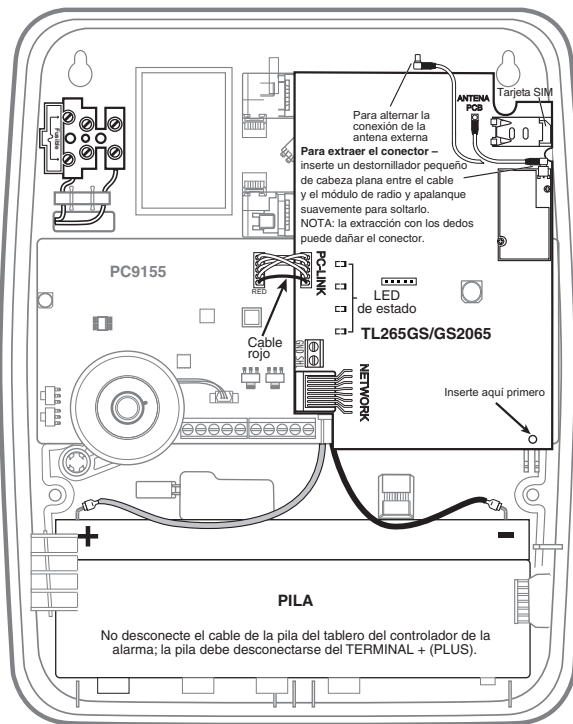 Tarjeta SIM
ANTENA
PCB
Para alternar la
conexión de la
antena externa
Para extraer el conector –
inserte un destornillador pequeño
de cabeza plana entre el cable
y el módulo de radio y apalanque
suavemente para soltarlo.
NOTA: la extracción con los dedos
puede dañar el conector.
Fusible
PC9155
PC-LINK
RED
LED
de estado
Cable
rojo
TL265GS/GS2065
GND SH
NETWORK
Inserte aquí primero
+
-
PILA
No desconecte el cable de la pila del tablero del controlador de la
alarma; la pila debe desconectarse del TERMINAL + (PLUS).